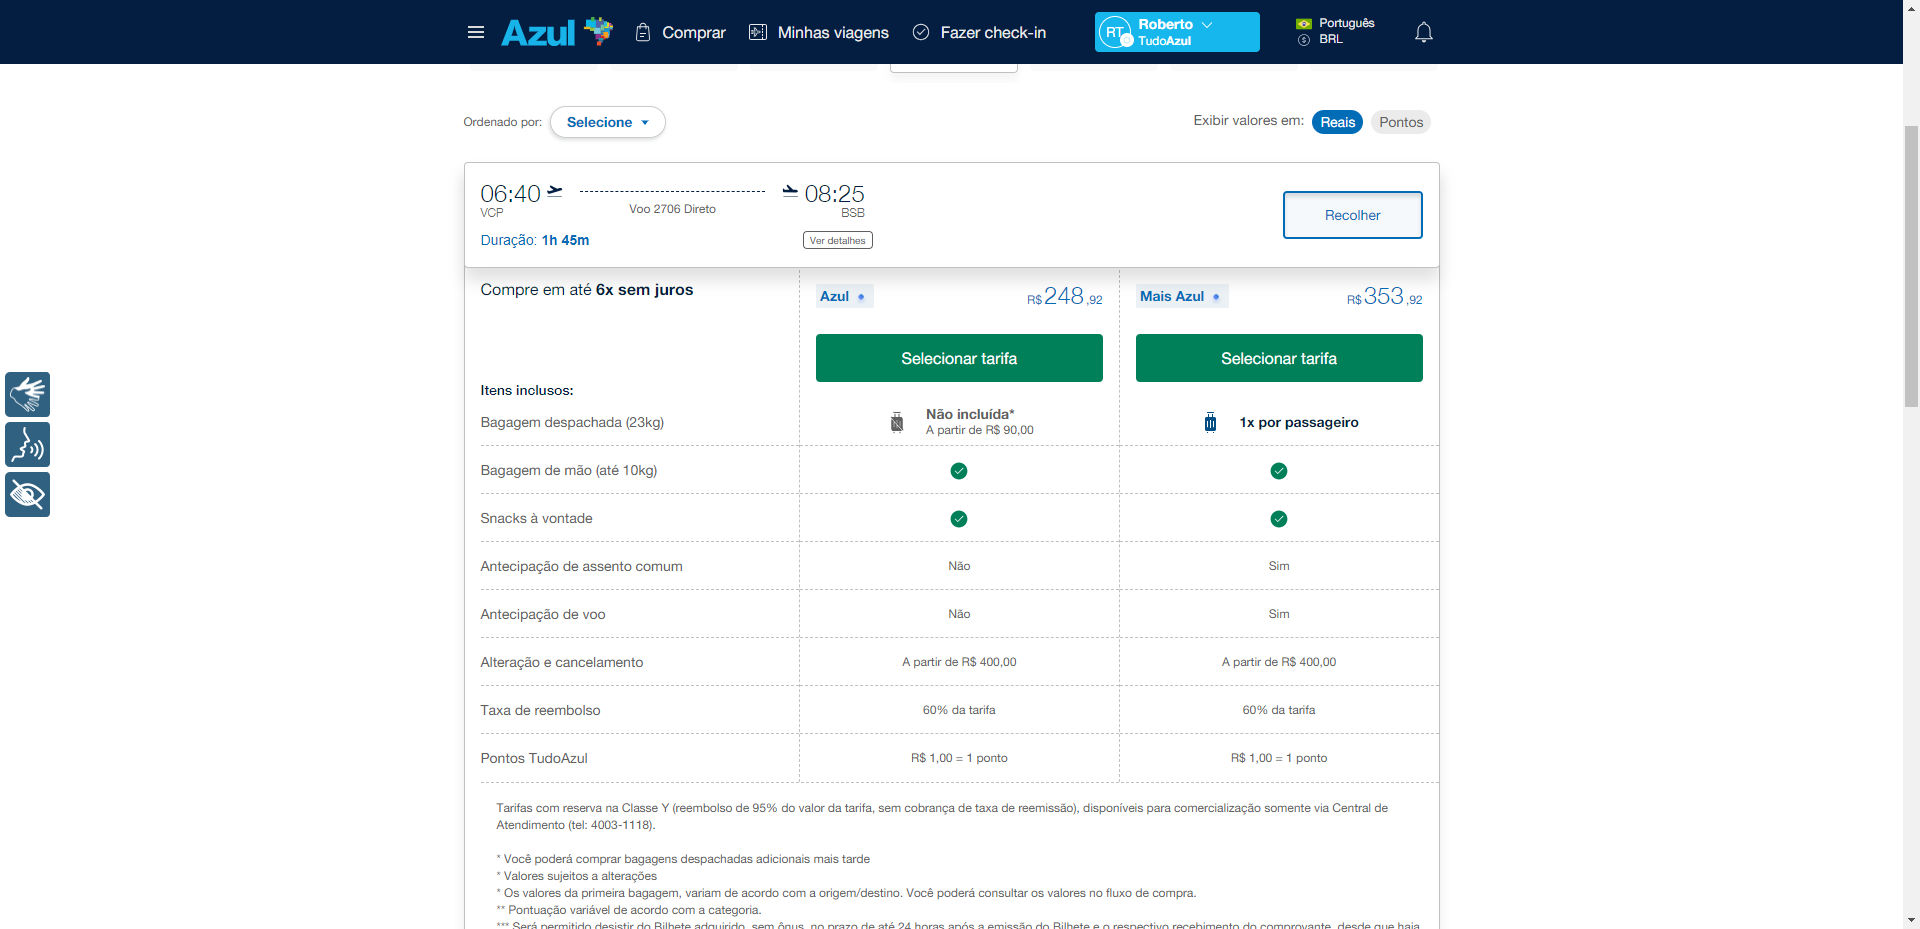 Azul
Comprar
Minhas viagens
Fazer check-in
RT
Roberto
TudoAzul
Português
BRL
Ordenado por:
Selecione
Exibir valores em:
Reais
Pontos
06:40
08:25
VCP
Voo 2706 Direto
BSB
Duração: 1h 45m
Ver detalhes
Recolher
Compre em até 6x sem juros
Azul
R$ 248 ,92
Mais Azul
R$ 353 ,92
Selecionar tarifa
Selecionar tarifa
Itens inclusos:
Bagagem despachada (23kg)
Não incluída*
A partir de R$ 90,00
1x por passageiro
Bagagem de mão (até 10kg)
Snacks à vontade
Antecipação de assento comum
Não
Sim
Antecipação de voo
Não
Sim
Alteração e cancelamento
A partir de R$ 400,00
A partir de R$ 400,00
Taxa de reembolso
60% da tarifa
60% da tarifa
Pontos TudoAzul
R$ 1,00 = 1 ponto
R$ 1,00 = 1 ponto
Tarifas com reserva na Classe Y (reembolso de 95% do valor da tarifa, sem cobrança de taxa de reemissão), disponíveis para comercialização somente via Central de
Atendimento (tel: 4003-1118).
* Você poderá comprar bagagens despachadas adicionais mais tarde
* Valores sujeitos a alterações
* Os valores da primeira bagagem, variam de acordo com a origem/destino. Você poderá consultar os valores no fluxo de compra.
** Pontuação variável de acordo com a categoria.
*** Será permitido desistir do Bilhete adquirido, sem ônus, no prazo de até 24 horas após a emissão do Bilhete e o respectivo recebimento do comprovante, desde que haja